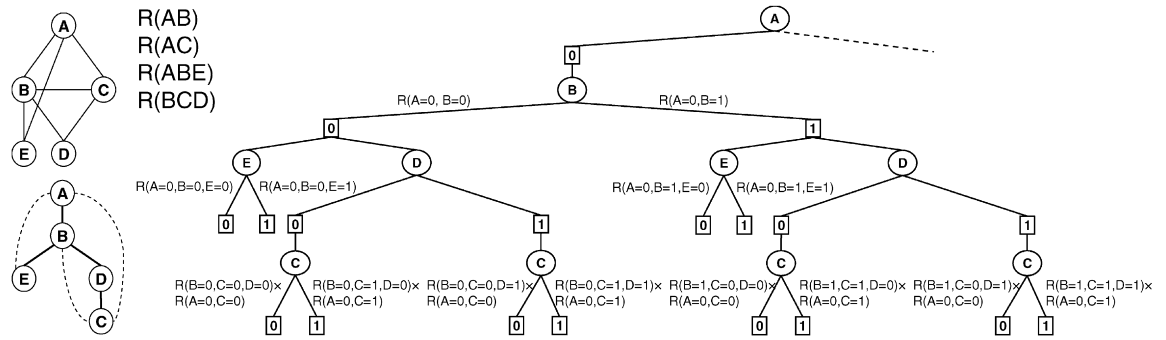 A
B
C
E
D
R(AB)
R(AC)
R(ABE)
R(BCD)
A
B
E
D
C
A
0
B
R(A=0, B=0)
R(A=0,B=1)
0
1
E
D
E
D
R(A=0,B=0,E=0)
R(A=0,B=0,E=1)
R(A=0,B=1,E=0)
R(A=0,B=1,E=1)
0
1
0
1
0
1
0
1
C
C
C
C
R(B=0,C=0,D=0)×
R(A=0,C=0)
R(B=0,C=1,D=0)×
R(A=0,C=1)
R(B=0,C=0,D=1)×
R(A=0,C=0)
R(B=0,C=1,D=1)×
R(A=0,C=1)
R(B=1,C=0,D=0)×
R(A=0,C=0)
R(B=1,C=1,D=0)×
R(A=0,C=1)
R(B=1,C=0,D=1)×
R(A=0,C=0)
R(B=1,C=1,D=1)×
R(A=0,C=1)
0
1
0
1
0
1
0
1